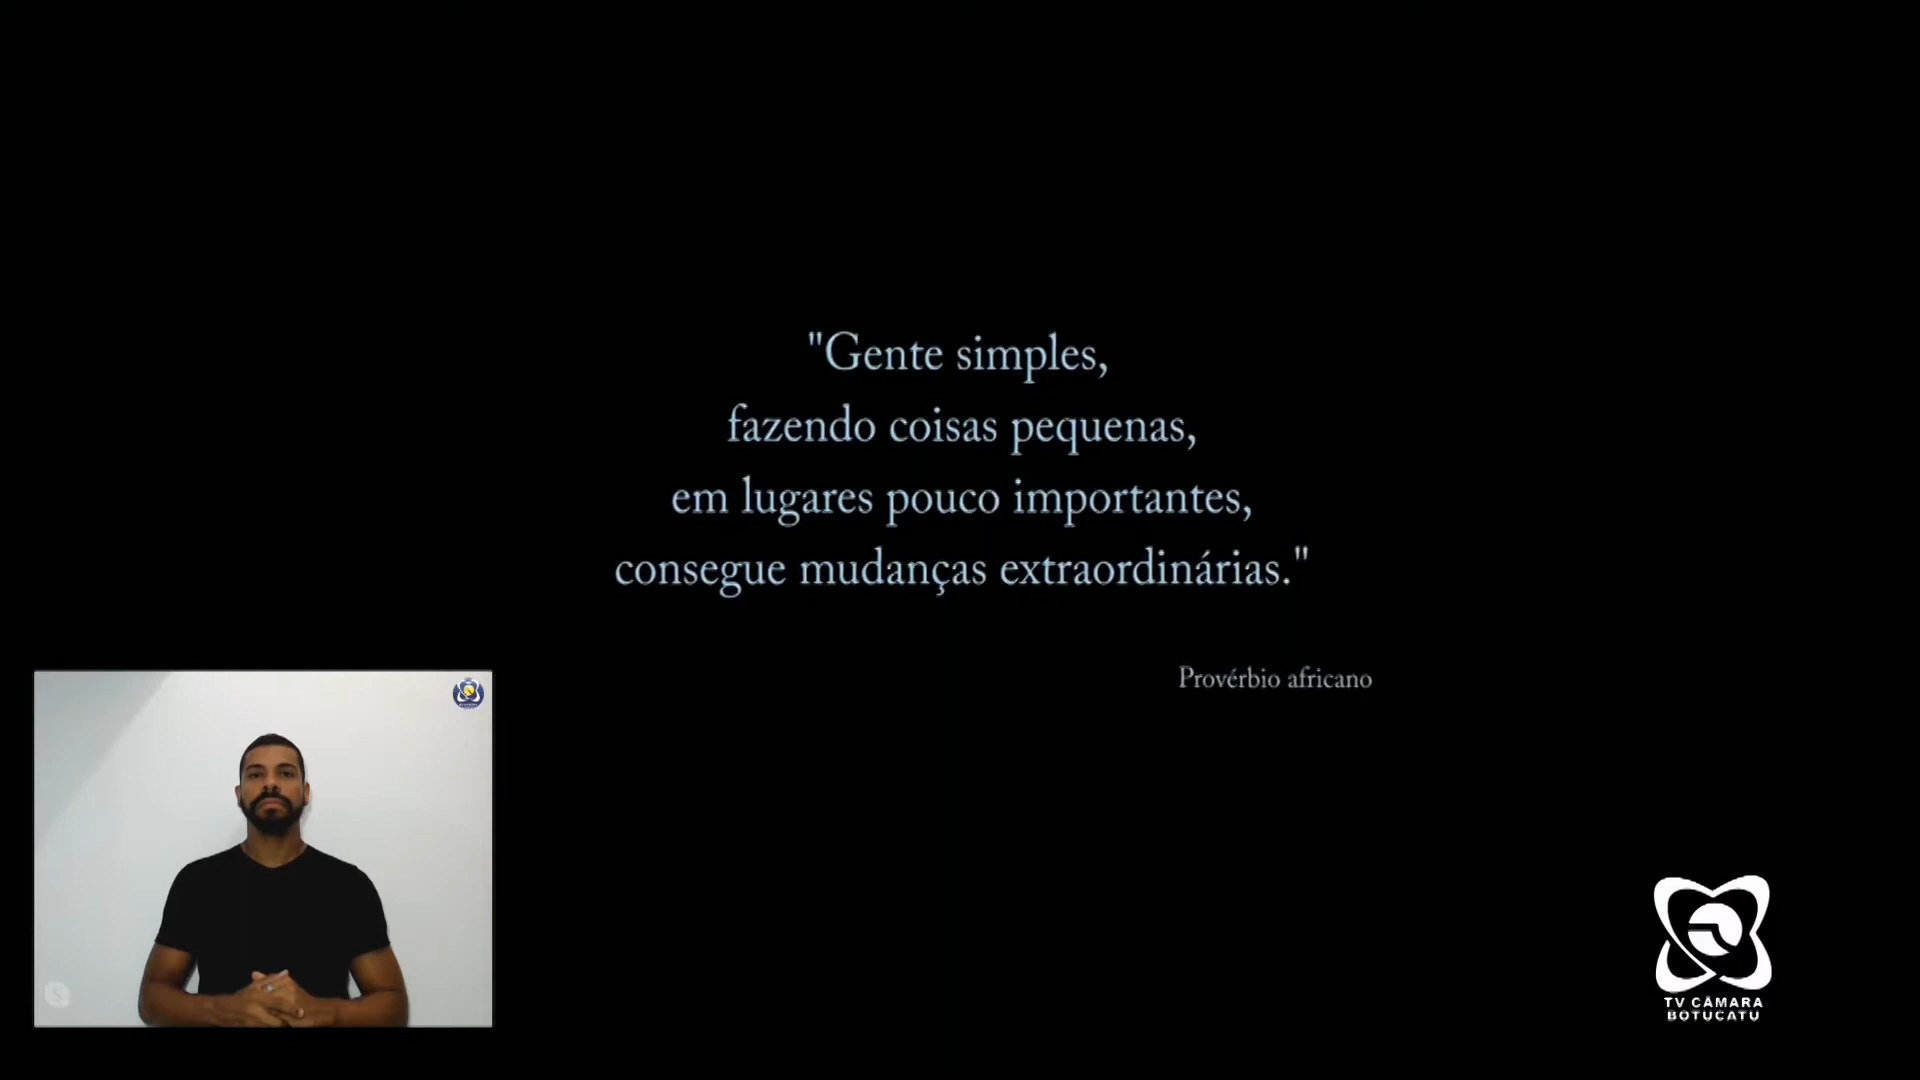 "Gente simples,
fazendo coisas pequenas,
em lugares pouco importantes,
consegue mudanças extraordinárias."
Provérbio africano
TV CÂMARA
BOTUCATU